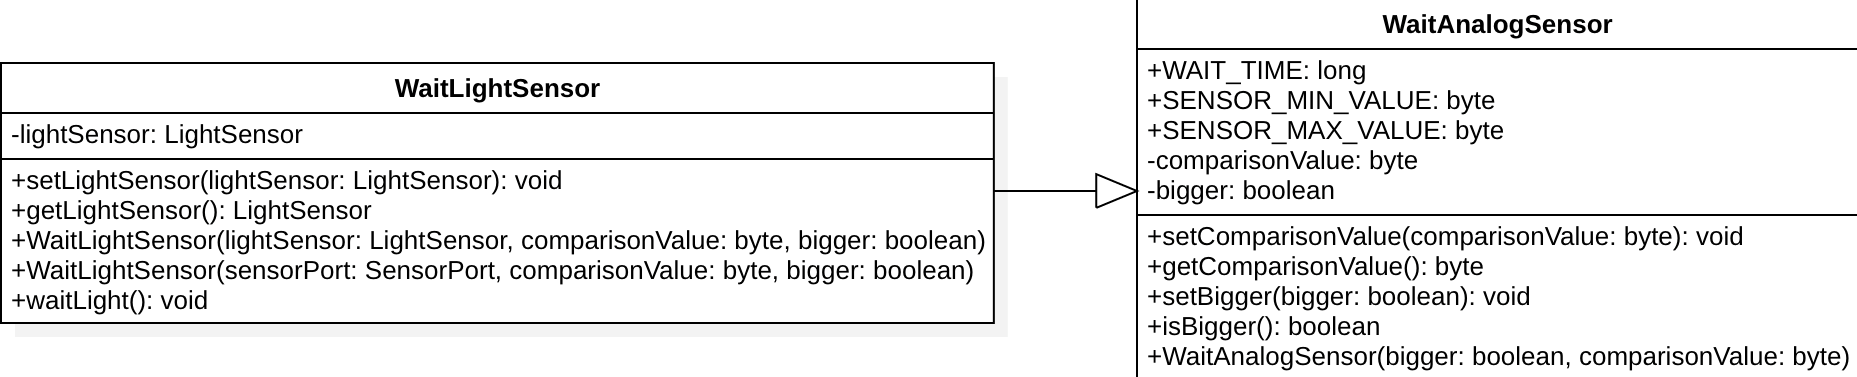 WaitLightSensor
-lightSensor: LightSensor
+setLightSensor(lightSensor: LightSensor): void
+getLightSensor(): LightSensor
+WaitLightSensor(lightSensor: LightSensor, comparisonValue: byte, bigger: boolean)
+WaitLightSensor(sensorPort: SensorPort, comparisonValue: byte, bigger: boolean)
+waitLight(): void
WaitAnalogSensor
+WAIT_TIME: long
+SENSOR_MIN_VALUE: byte
+SENSOR_MAX_VALUE: byte
-comparisonValue: byte
-bigger: boolean
+setComparisonValue(comparisonValue: byte): void
+getComparisonValue(): byte
+setBigger(bigger: boolean): void
+isBigger(): boolean
+WaitAnalogSensor(bigger: boolean, comparisonValue: byte)